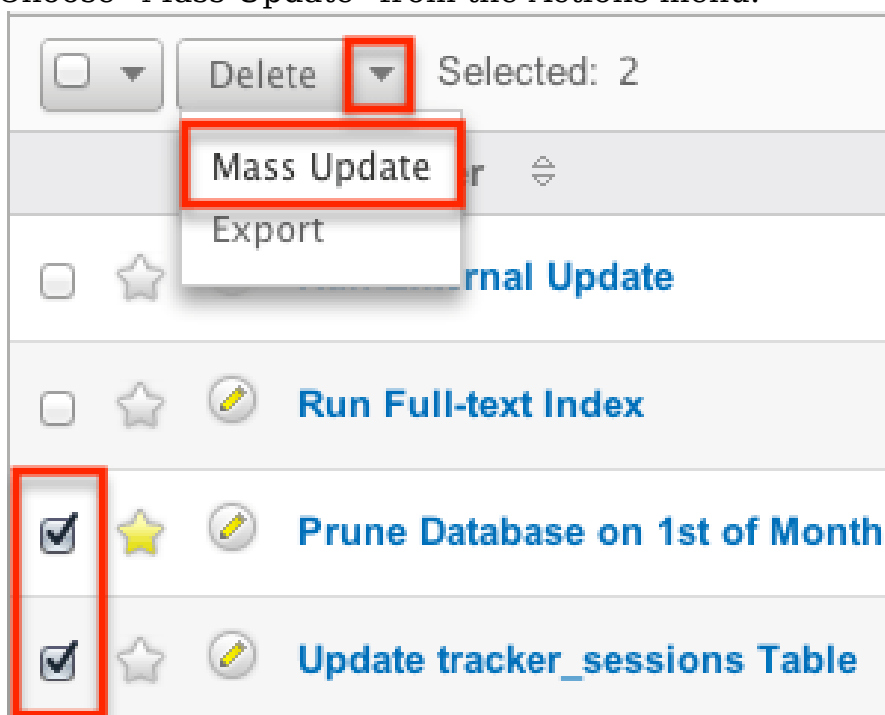 Choose "Mass Update" from the Actions menu.
Delete Selected: 2
Mass Update
Export
rnal Update
Run Full-text Index
Prune Database on 1st of Month
Update tracker_sessions Table